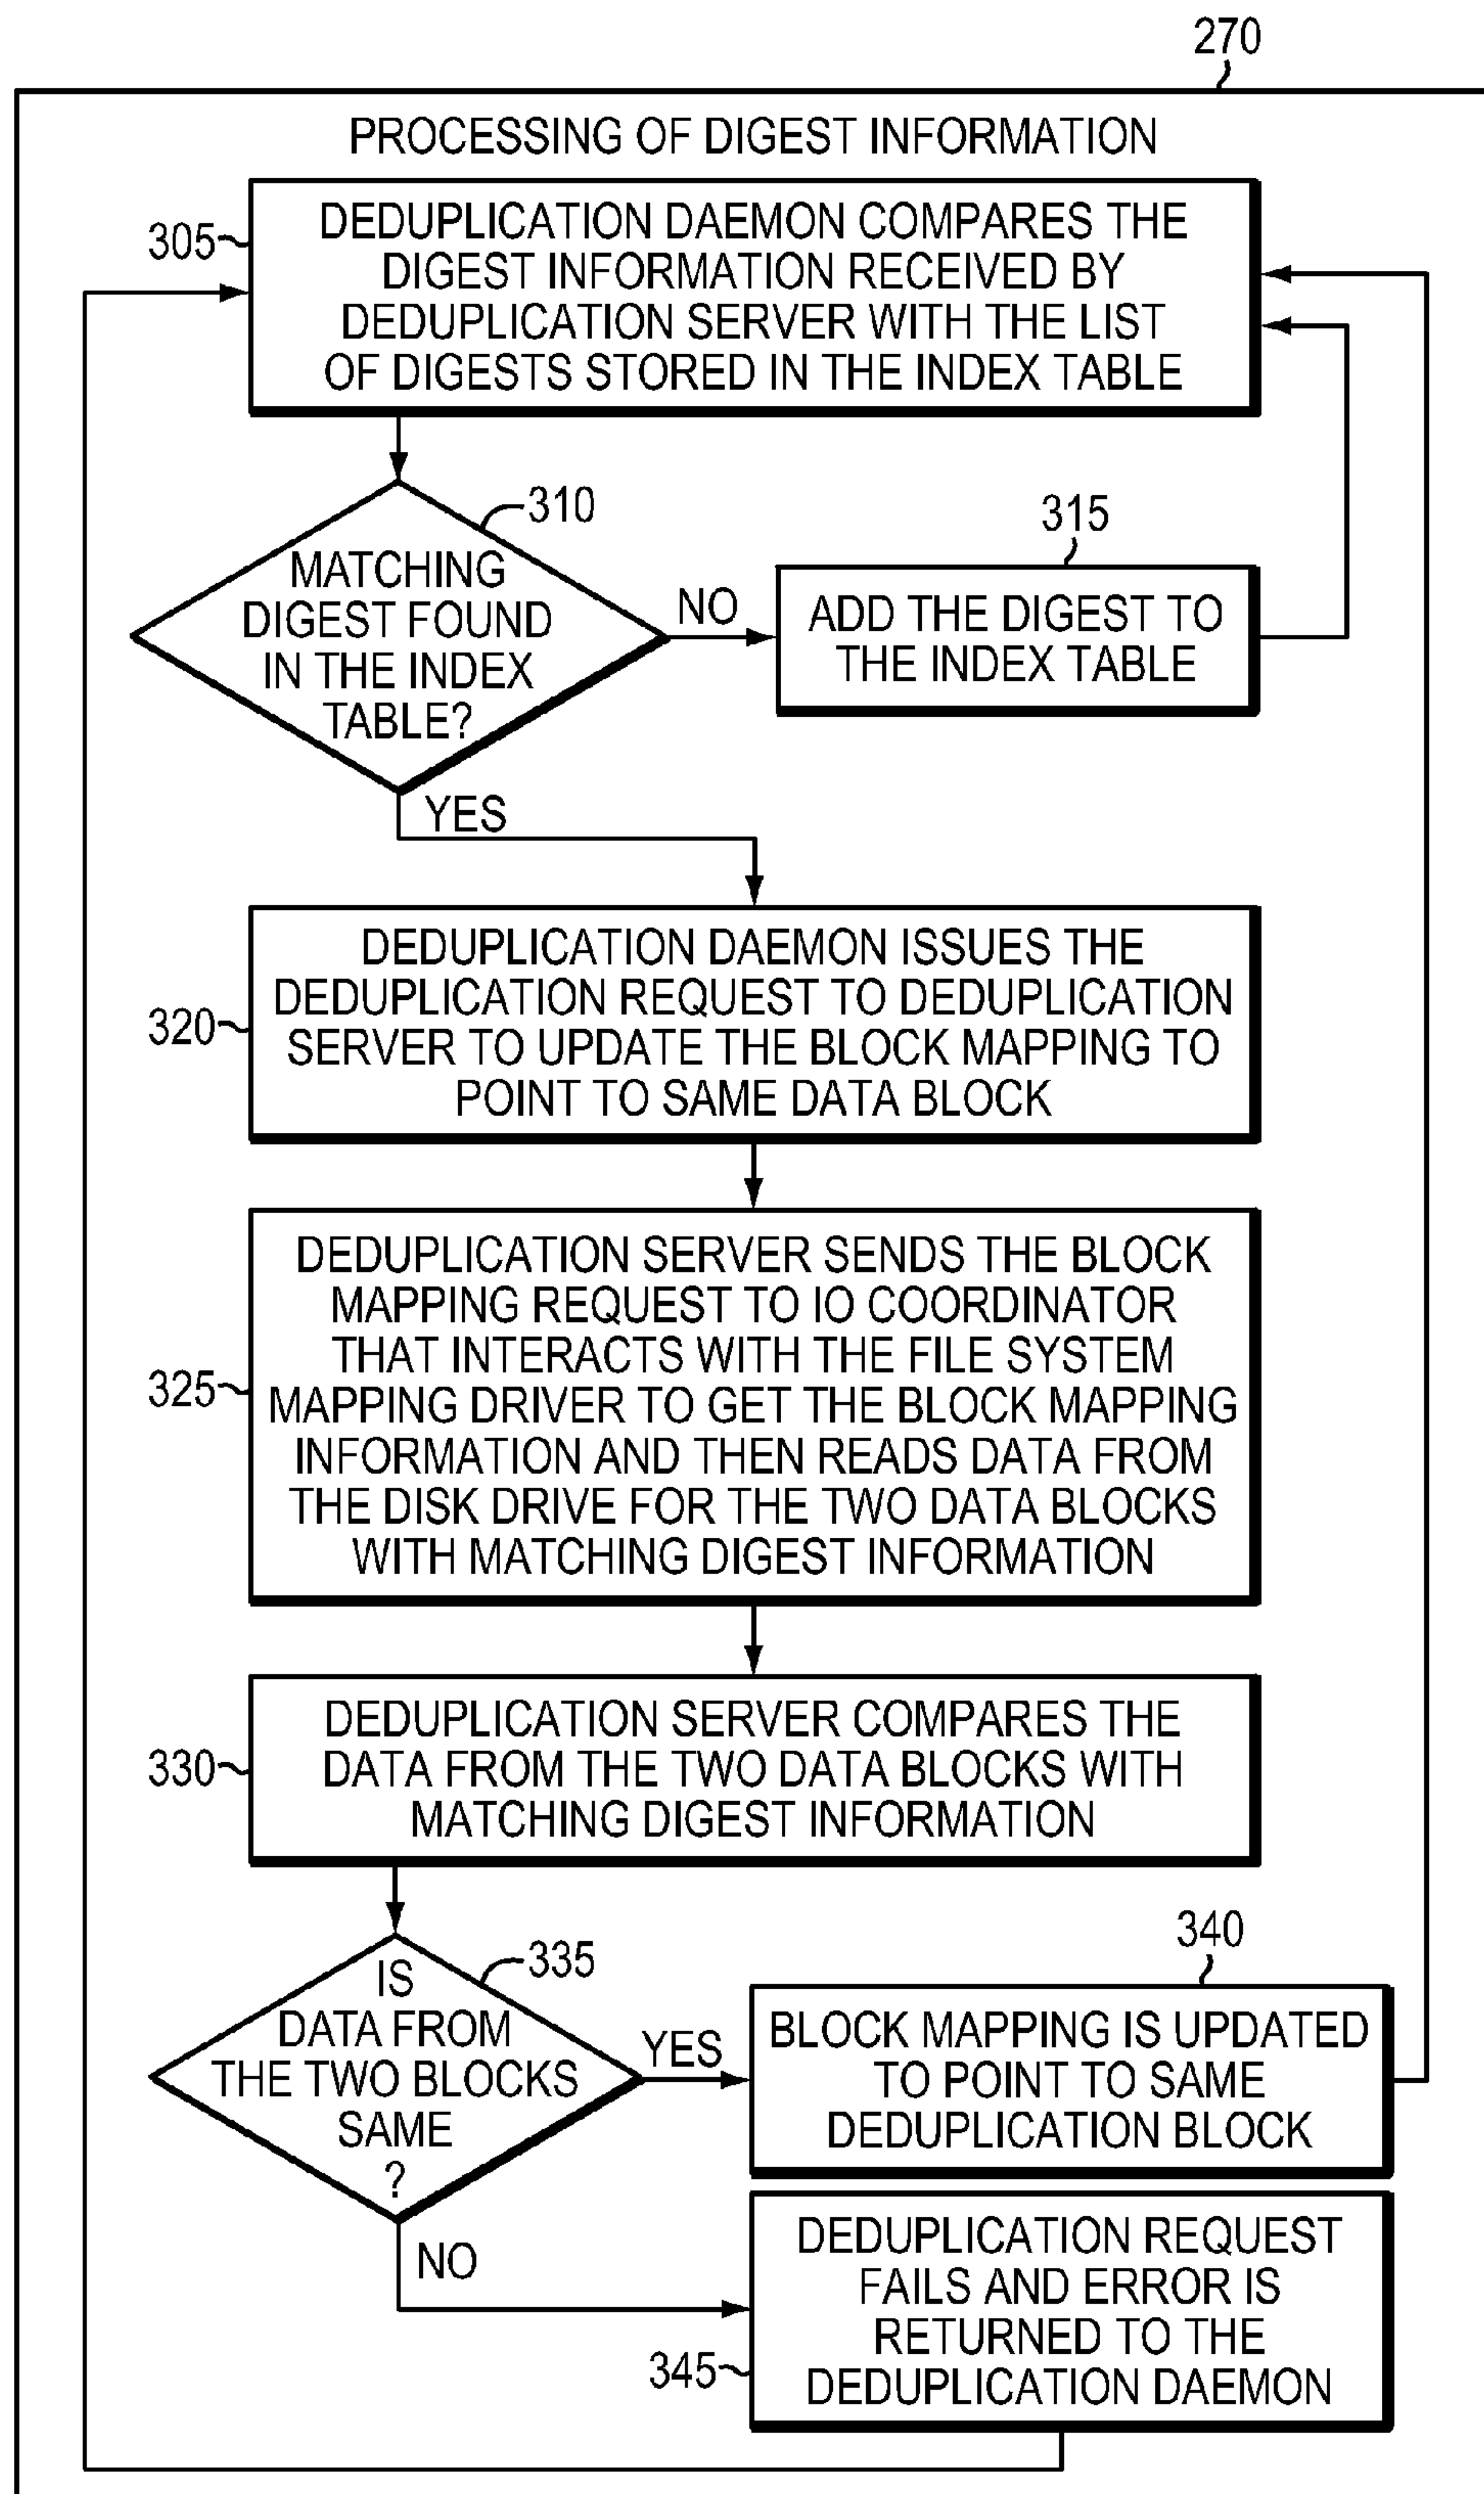 270
PROCESSING OF DIGEST INFORMATION
305
DEDUPLICATION DAEMON COMPARES THE
DIGEST INFORMATION RECEIVED BY
DEDUPLICATION SERVER WITH THE LIST
OF DIGESTS STORED IN THE INDEX TABLE
310
MATCHING
DIGEST FOUND
IN THE INDEX
TABLE?
NO
315
ADD THE DIGEST TO
THE INDEX TABLE
YES
320
DEDUPLICATION DAEMON ISSUES THE
DEDUPLICATION REQUEST TO DEDUPLICATION
SERVER TO UPDATE THE BLOCK MAPPING TO
POINT TO SAME DATA BLOCK
325
DEDUPLICATION SERVER SENDS THE BLOCK
MAPPING REQUEST TO IO COORDINATOR
THAT INTERACTS WITH THE FILE SYSTEM
MAPPING DRIVER TO GET THE BLOCK MAPPING
INFORMATION AND THEN READS DATA FROM
THE DISK DRIVE FOR THE TWO DATA BLOCKS
WITH MATCHING DIGEST INFORMATION
330
DEDUPLICATION SERVER COMPARES THE
DATA FROM THE TWO DATA BLOCKS WITH
MATCHING DIGEST INFORMATION
335
IS
DATA FROM
THE TWO BLOCKS
SAME
?
YES
340
BLOCK MAPPING IS UPDATED
TO POINT TO SAME
DEDUPLICATION BLOCK
NO
345
DEDUPLICATION REQUEST
FAILS AND ERROR IS
RETURNED TO THE
DEDUPLICATION DAEMON